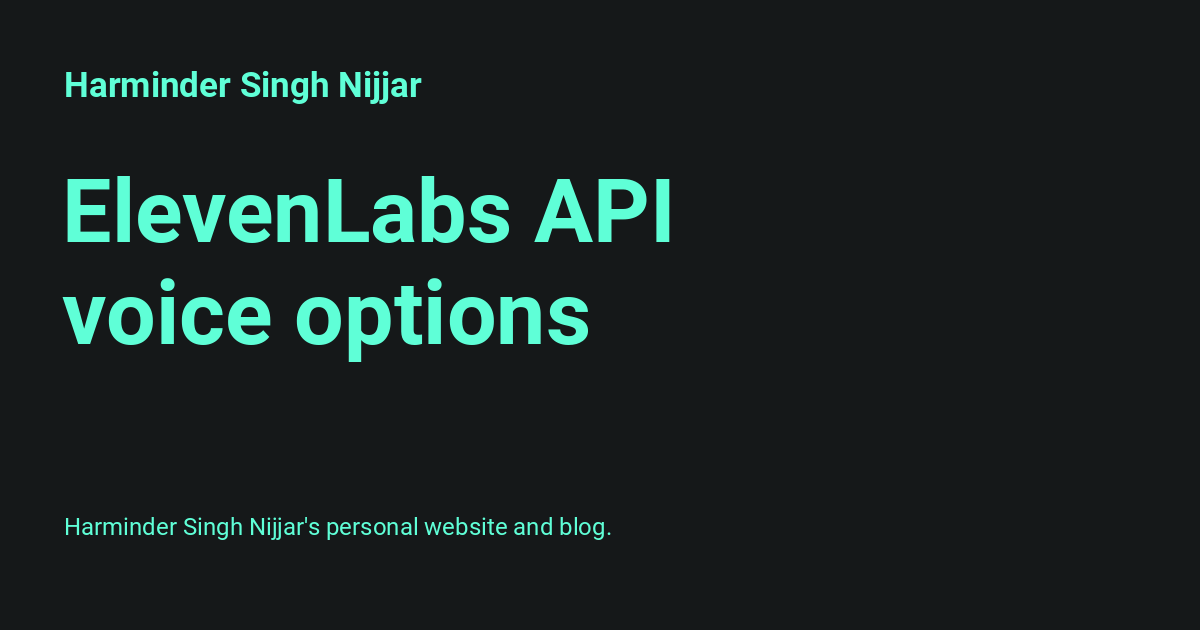 Harminder Singh Nijjar
ElevenLabs API
voice options
Harminder Singh Nijjar's personal website and blog.